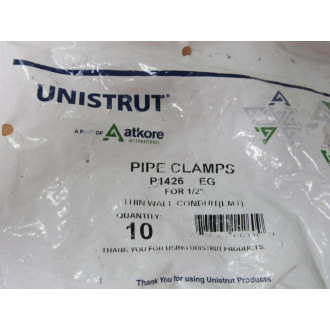 UNISTRUT®
A PART OF atkore
INTERNATIONAL
PIPE CLAMPS
P1426 EG
FOR 1/2"
THIN WALL CONDUIT(E.M.T)
QUANTITY:
10
THANK YOU FOR USING UNISTRUT PRODUCTS.
Thank You for using Unistrut Products